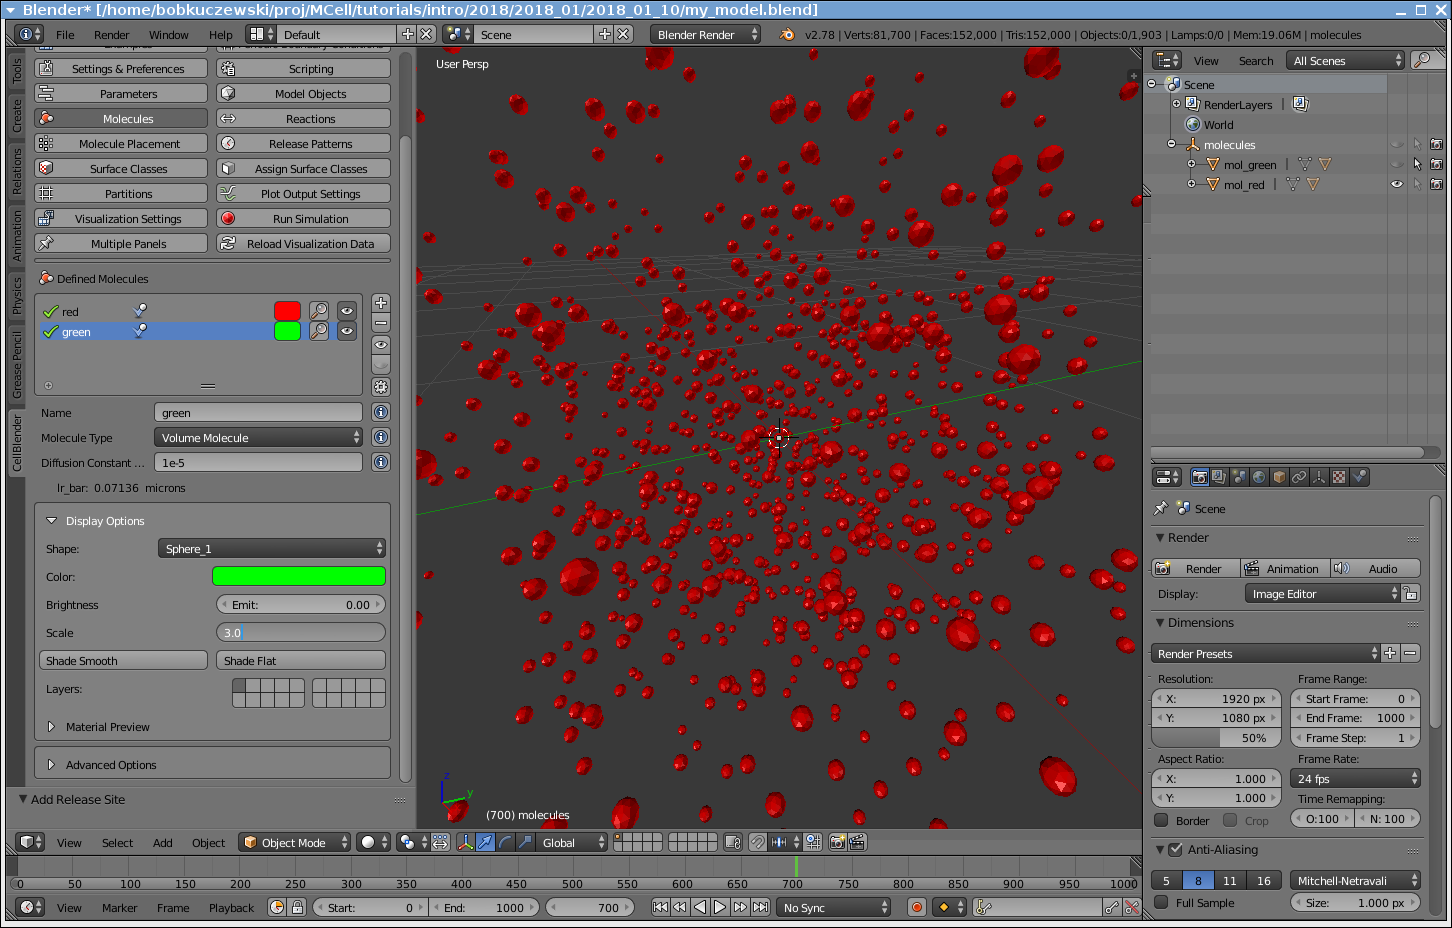 Blender* [/home/bobkuczewski/proj/MCell/tutorials/intro/2018/2018_01/2018_01_10/my_model.blend]
File Render Window Help Default Scene Blender Render v2.78 | Verts:81,700 | Faces:152,000 | Tris:152,000 | Objects:0/1,903 | Lamps:0/0 | Mem:19.06M | molecules
Tools
Create
Relations
Animation
Physics
Grease Pencil
CellBlender
Settings & Preferences Scripting
Parameters Model Objects
Molecules Reactions
Molecule Placement Release Patterns
Surface Classes Assign Surface Classes
Partitions Plot Output Settings
Visualization Settings Run Simulation
Multiple Panels Reload Visualization Data
Defined Molecules
red
green
Name green
Molecule Type Volume Molecule
Diffusion Constant ... 1e-5
lr_bar: 0.07136 microns
Display Options
Shape: Sphere_1
Color:
Brightness Emit: 0.00
Scale 3.0
Shade Smooth Shade Flat
Layers:
Material Preview
Advanced Options
Add Release Site
User Persp
z
y
(700) molecules
View Select Add Object Object Mode Global
0 50 100 150 200 250 300 350 400 450 500 550 600 650 700 750 800 850 900 950 1000
View Marker Frame Playback Start: 0 End: 1000 700 No Sync
View Search All Scenes
Scene
RenderLayers
World
molecules
mol_green
mol_red
Scene
Render
Render Animation Audio
Display: Image Editor
Dimensions
Render Presets
Resolution: Frame Range:
X: 1920 px Start Frame: 0
Y: 1080 px End Frame: 1000
50% Frame Step: 1
Aspect Ratio: Frame Rate:
X: 1.000 24 fps
Y: 1.000 Time Remapping:
Border Crop O:100 N: 100
Anti-Aliasing
5 8 11 16 Mitchell-Netravali
Full Sample Size: 1.000 px